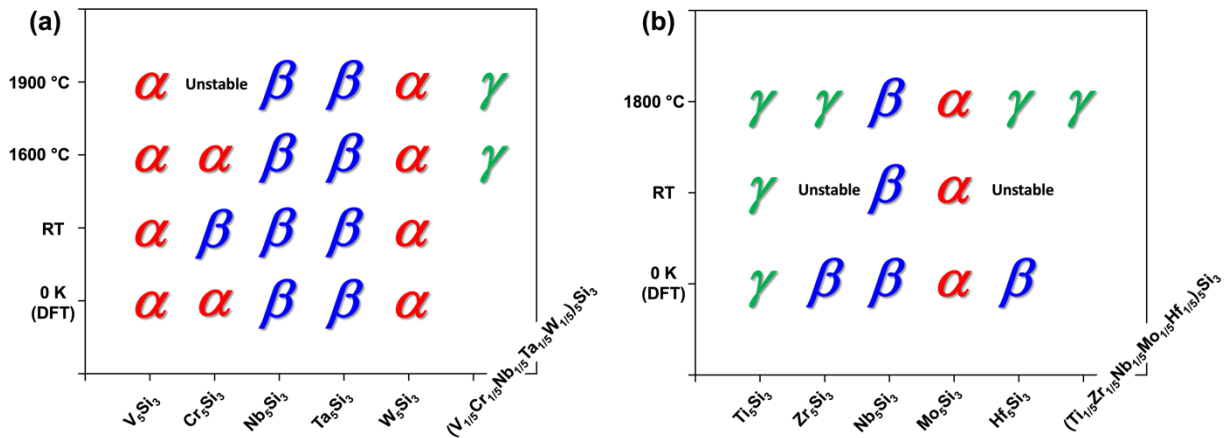 (a)
1900 °C α Unstable β β α γ
1600 °C α α β β α γ
RT α β β β α
0 K
(DFT) α α β β α
V₅Si₃ Cr₅Si₃ Nb₅Si₃ Ta₅Si₃ W₅Si₃ (V₁/₅Cr₁/₅Nb₁/₅Ta₁/₅W₁/₅)₅Si₃
(b)
1800 °C γ γ β α γ γ
RT γ Unstable β α Unstable
0 K
(DFT) γ β β α β
Ti₅Si₃ Zr₅Si₃ Nb₅Si₃ Mo₅Si₃ Hf₅Si₃ (Ti₁/₅Zr₁/₅Nb₁/₅Mo₁/₅Hf₁/₅)₅Si₃